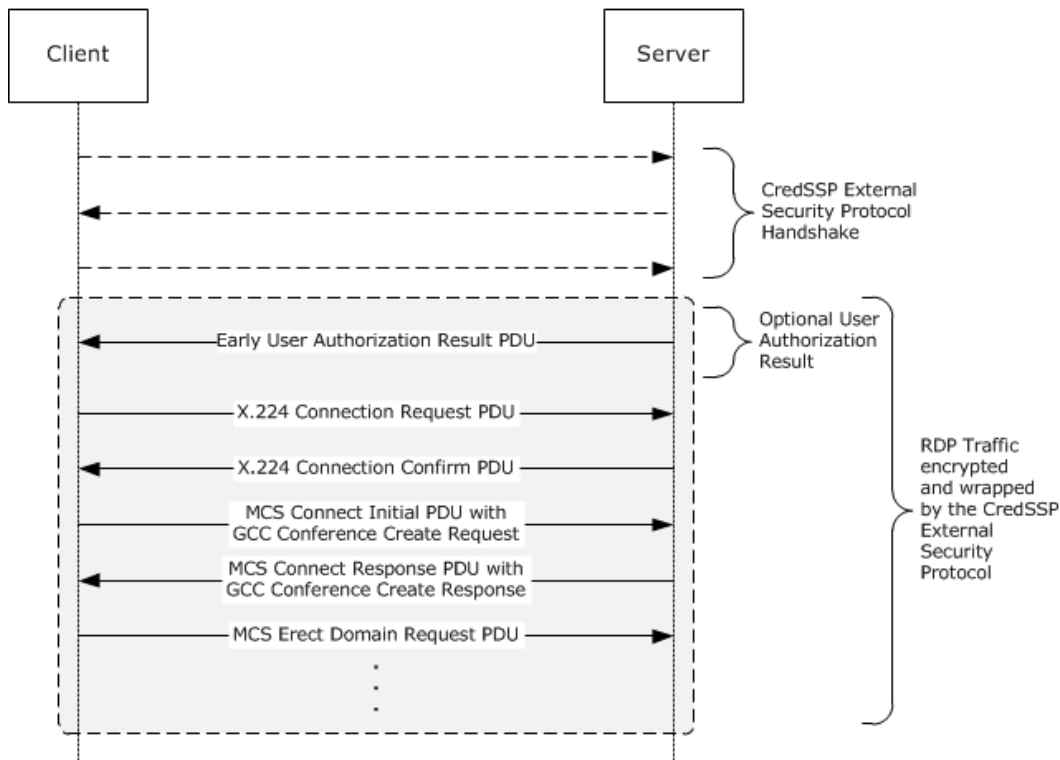 Client
Server
CredSSP External
Security Protocol
Handshake
Early User Authorization Result PDU
Optional User
Authorization
Result
X.224 Connection Request PDU
X.224 Connection Confirm PDU
MCS Connect Initial PDU with
GCC Conference Create Request
MCS Connect Response PDU with
GCC Conference Create Response
MCS Erect Domain Request PDU
RDP Traffic
encrypted
and wrapped
by the CredSSP
External
Security
Protocol